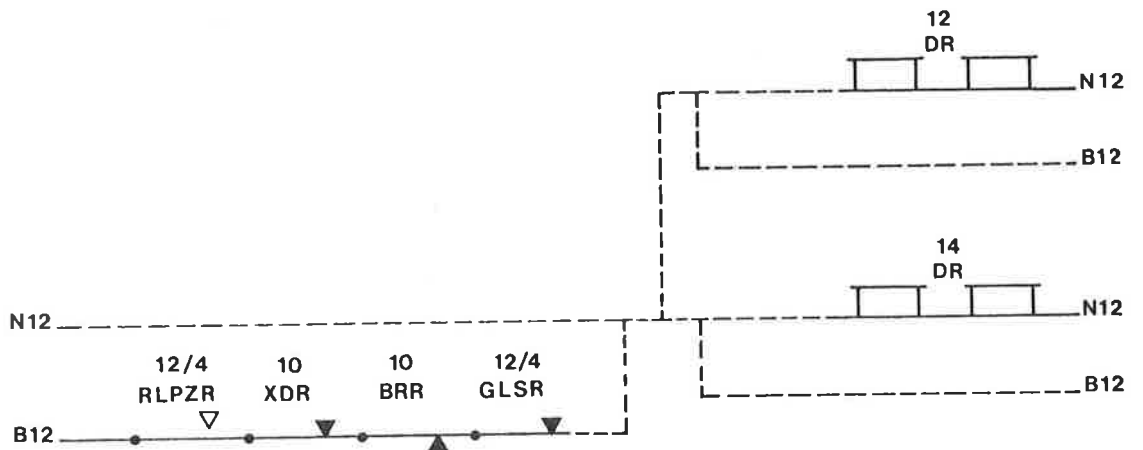 12
DR
N12
B12
14
DR
N12
N12
B12
12/4 10 10 12/4
RLPZR XDR BRR GLSR
B12